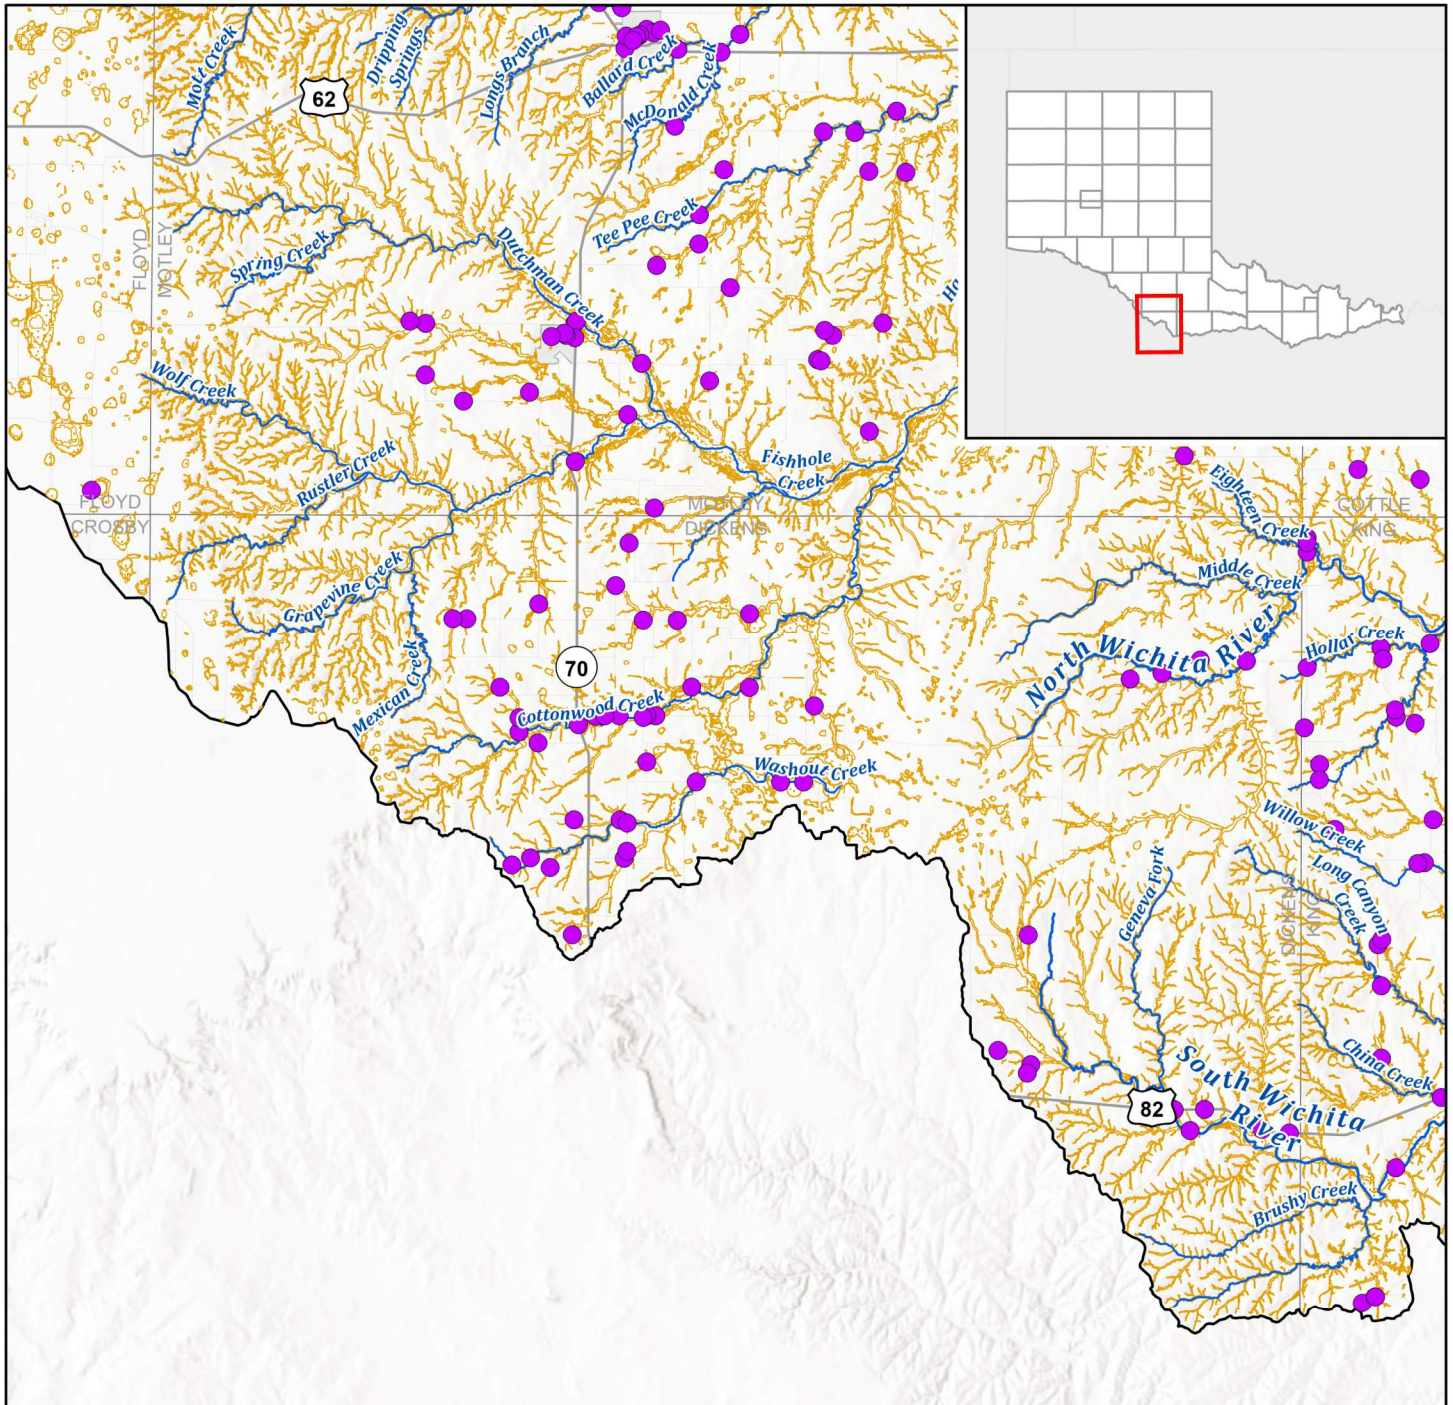 Mott Creek
Dripping
Springs
Longs Branch
Ballard Creek
McDonald Creek
62
Tee Pee Creek
FLOYD
MOTLEY
Spring Creek
Dutchman Creek
Ho
Wolf Creek
Rustler Creek
Fishhole
Creek
FLOYD
CROSBY
MOTLEY
DICKENS
Eighteen Creek
COTTLE
KING
Middle Creek
Grapevine Creek
North Wichita River
Hollar Creek
70
Mexican Creek
Cottonwood Creek
Washout Creek
Willow Creek
Long Canyon
Creek
Geneva Fork
DICKENS
KING
China Creek
South Wichita
River
82
Brushy Creek